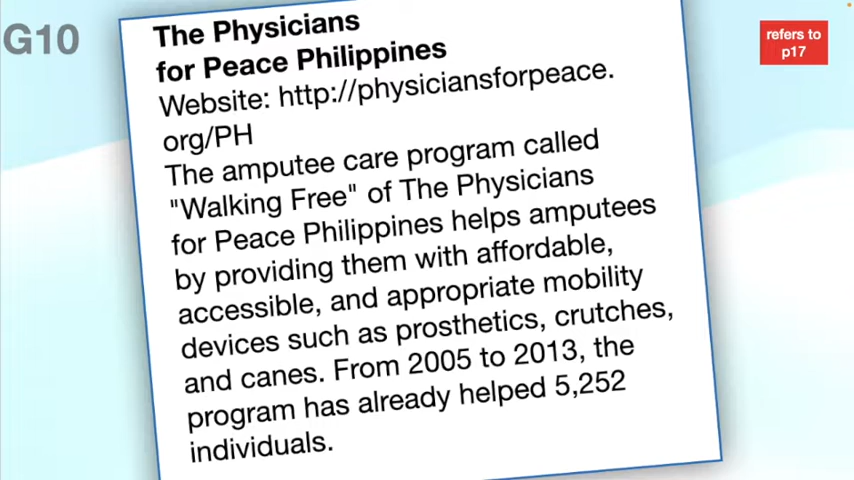 G10
refers to
p17
The Physicians
for Peace Philippines
Website: http://physiciansforpeace.
org/PH
The amputee care program called
"Walking Free" of The Physicians
for Peace Philippines helps amputees
by providing them with affordable,
accessible, and appropriate mobility
devices such as prosthetics, crutches,
and canes. From 2005 to 2013, the
program has already helped 5,252
individuals.